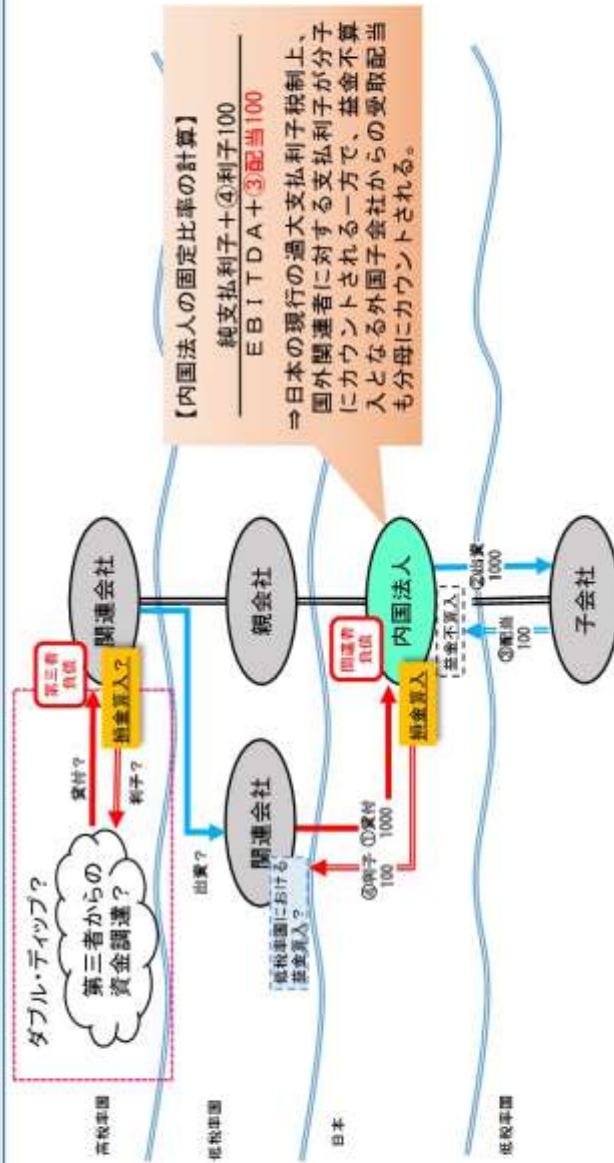 ダブル・ディップ？
第三者からの
資金調達？
貸付？
利子？
第三者
負債
損金算入？
関連会社
高税率国
出資？
低税率国
関連会社
親会社
低税率国における
益金算入？
④利子
100
①貸付
1000
日本
関連者
負債
損金算入
内国法人
益金不算入
③配当
100
②出資
1000
低税率国
子会社
【内国法人の固定比率の計算】
純支払利子＋④利子100
ＥＢＩＴＤＡ＋③配当100
⇒日本の現行の過大支払利子税制上、
国外関連者に対する支払利子が分子
にカウントされる一方で、益金不算
入となる外国子会社からの受取配当
も分母にカウントされる。